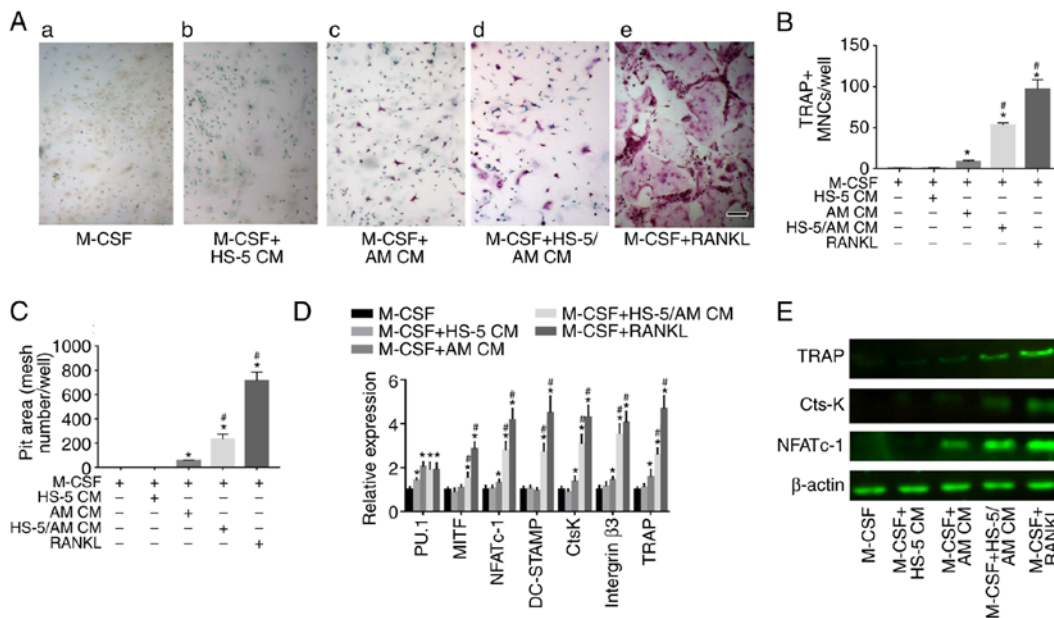 A
a
b
c
d
e
M-CSF
M-CSF+
HS-5 CM
M-CSF+
AM CM
M-CSF+HS-5/
AM CM
M-CSF+RANKL
B
TRAP+
MNCs/well
150
100
50
0
*
# *
# *
M-CSF + + + + +
HS-5 CM – + – – –
AM CM – – + – –
HS-5/AM CM – – – + –
RANKL – – – – +
C
Pit area (mesh
number/well)
1000
800
600
400
200
0
*
# *
# *
M-CSF + + + + +
HS-5 CM – + – – –
AM CM – – + – –
HS-5/AM CM – – – + –
RANKL – – – – +
D
M-CSF
M-CSF+HS-5 CM
M-CSF+AM CM
M-CSF+HS-5/AM CM
M-CSF+RANKL
Relative expression
6
4
2
0
PU.1
MITF
NFATc-1
DC-STAMP
CtsK
Intergrin β3
TRAP
E
TRAP
Cts-K
NFATc-1
β-actin
M-CSF
M-CSF+
HS-5 CM
M-CSF+
AM CM
M-CSF+HS-5/
AM CM
M-CSF+
RANKL